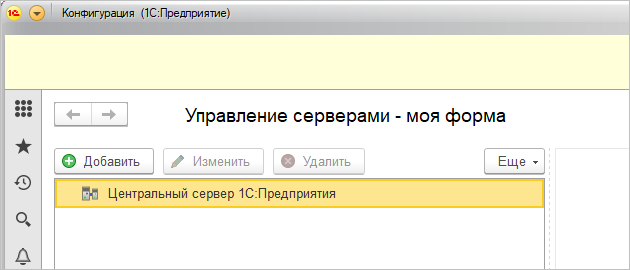 1С Конфигурация (1С:Предприятие)
Управление серверами - моя форма
Добавить Изменить Удалить Еще
Центральный сервер 1С:Предприятия